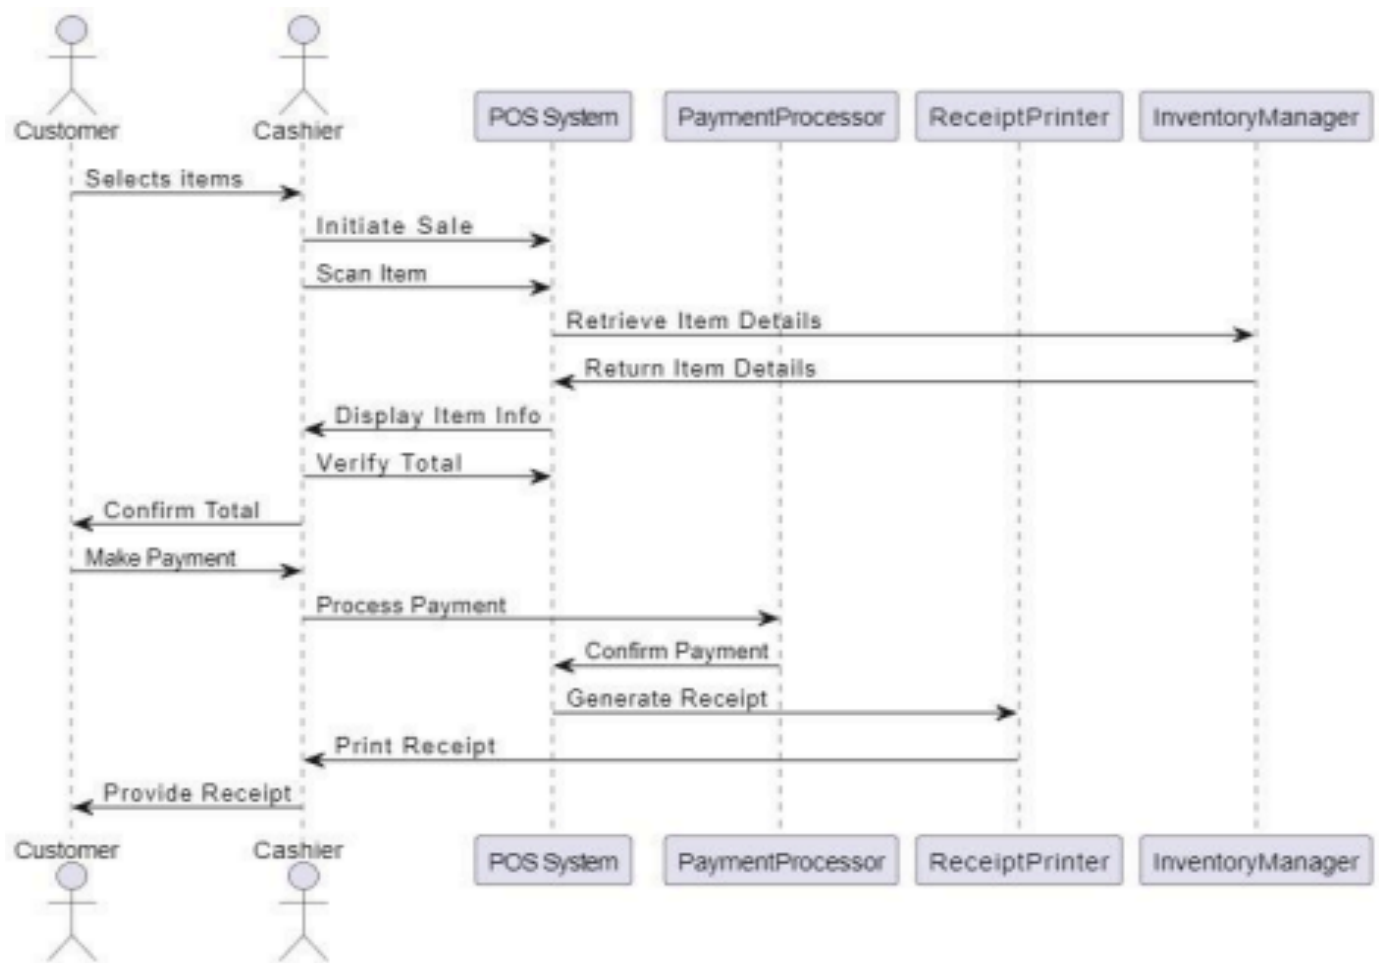 Customer
Cashier
POS System
PaymentProcessor
ReceiptPrinter
InventoryManager
Selects items
Initiate Sale
Scan Item
Retrieve Item Details
Return Item Details
Display Item Info
Verify Total
Confirm Total
Make Payment
Process Payment
Confirm Payment
Generate Receipt
Print Receipt
Provide Receipt
Customer
Cashier
POS System
PaymentProcessor
ReceiptPrinter
InventoryManager